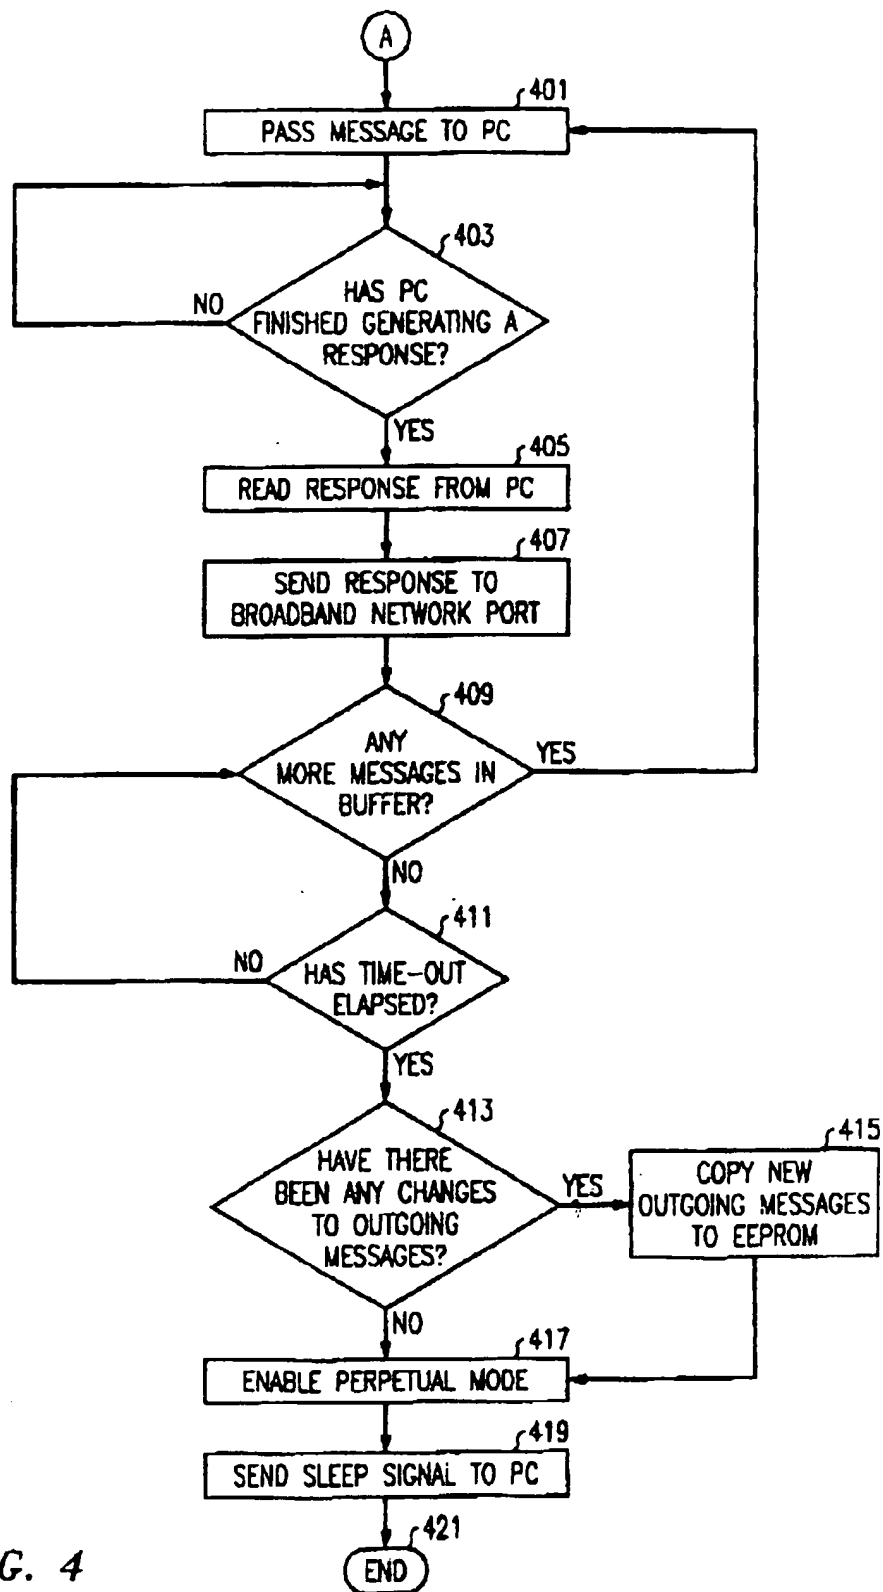 A
401
PASS MESSAGE TO PC
403
HAS PC
FINISHED GENERATING A
RESPONSE?
NO
YES
405
READ RESPONSE FROM PC
407
SEND RESPONSE TO
BROADBAND NETWORK PORT
409
ANY
MORE MESSAGES IN
BUFFER?
YES
NO
411
HAS TIME-OUT
ELAPSED?
NO
YES
413
HAVE THERE
BEEN ANY CHANGES
TO OUTGOING
MESSAGES?
YES
415
COPY NEW
OUTGOING MESSAGES
TO EEPROM
NO
417
ENABLE PERPETUAL MODE
419
SEND SLEEP SIGNAL TO PC
421
END
G. 4